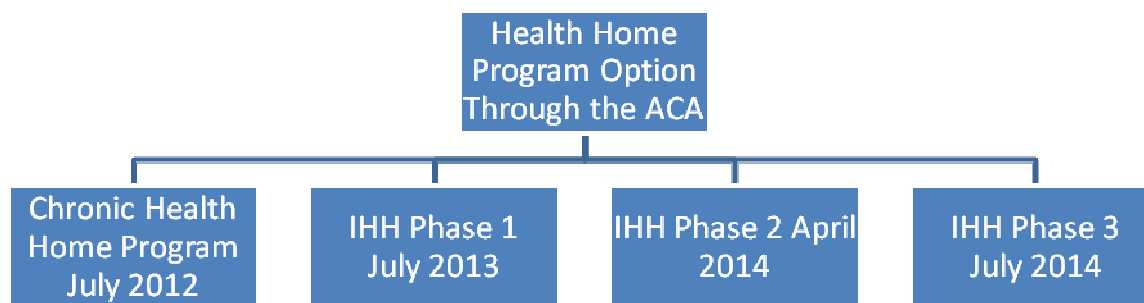 Health Home
Program Option
Through the ACA
Chronic Health
Home Program
July 2012
IHH Phase 1
July 2013
IHH Phase 2 April
2014
IHH Phase 3
July 2014